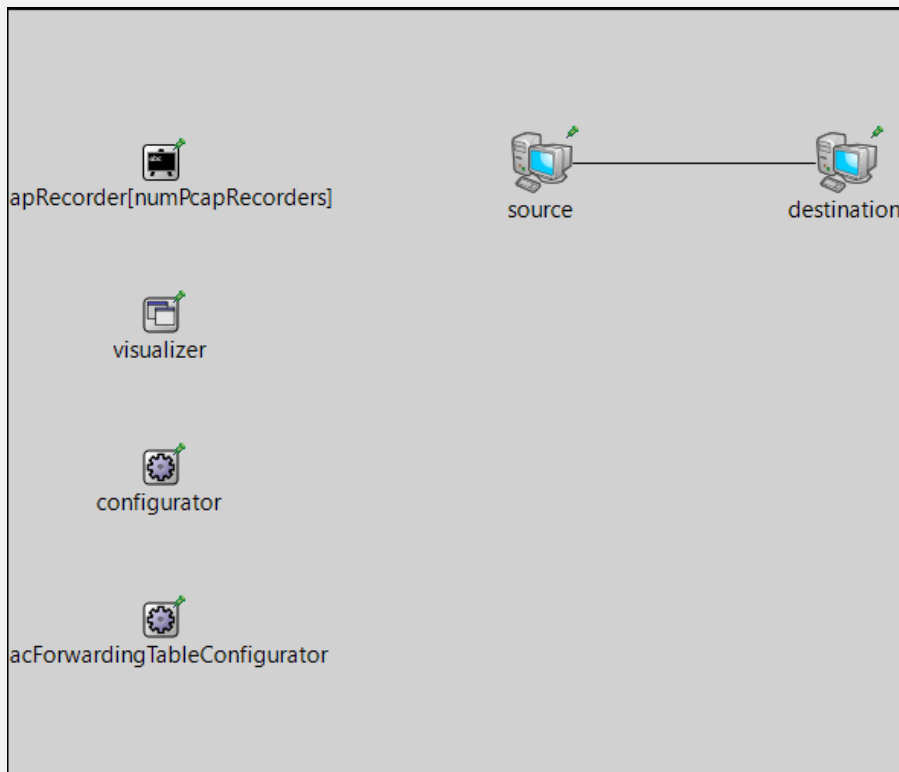 apRecorder[numPcapRecorders]
source
destination
visualizer
configurator
acForwardingTableConfigurator